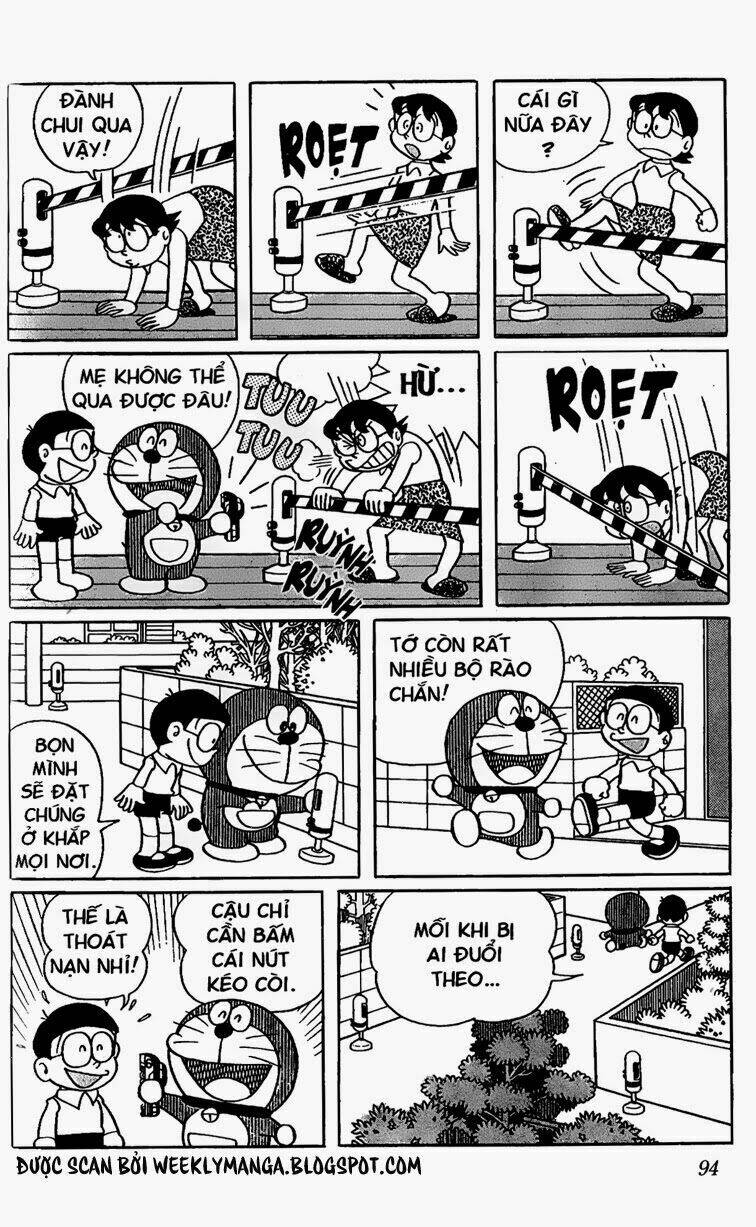 CÁI GÌ
NỮA ĐÂY
?
ROẸT
ĐÀNH
CHUI QUA
VẬY!
ROẸT
HỪ...
TUU
TUU
RUỲNH
RUỲNH
MẸ KHÔNG THỂ
QUA ĐƯỢC ĐÂU!
TỚ CÒN RẤT
NHIỀU BỘ RÀO
CHẮN!
BỌN
MÌNH
SẼ ĐẶT
CHÚNG
Ở KHẮP
MỌI NƠI.
MỖI KHI BỊ
AI ĐUỔI
THEO...
CẬU CHỈ
CẦN BẤM
CÁI NÚT
KÉO CÒI.
THẾ LÀ
THOÁT
NẠN NHỈ!
ĐƯỢC SCAN BỞI WEEKLYMANGA.BLOGSPOT.COM
94